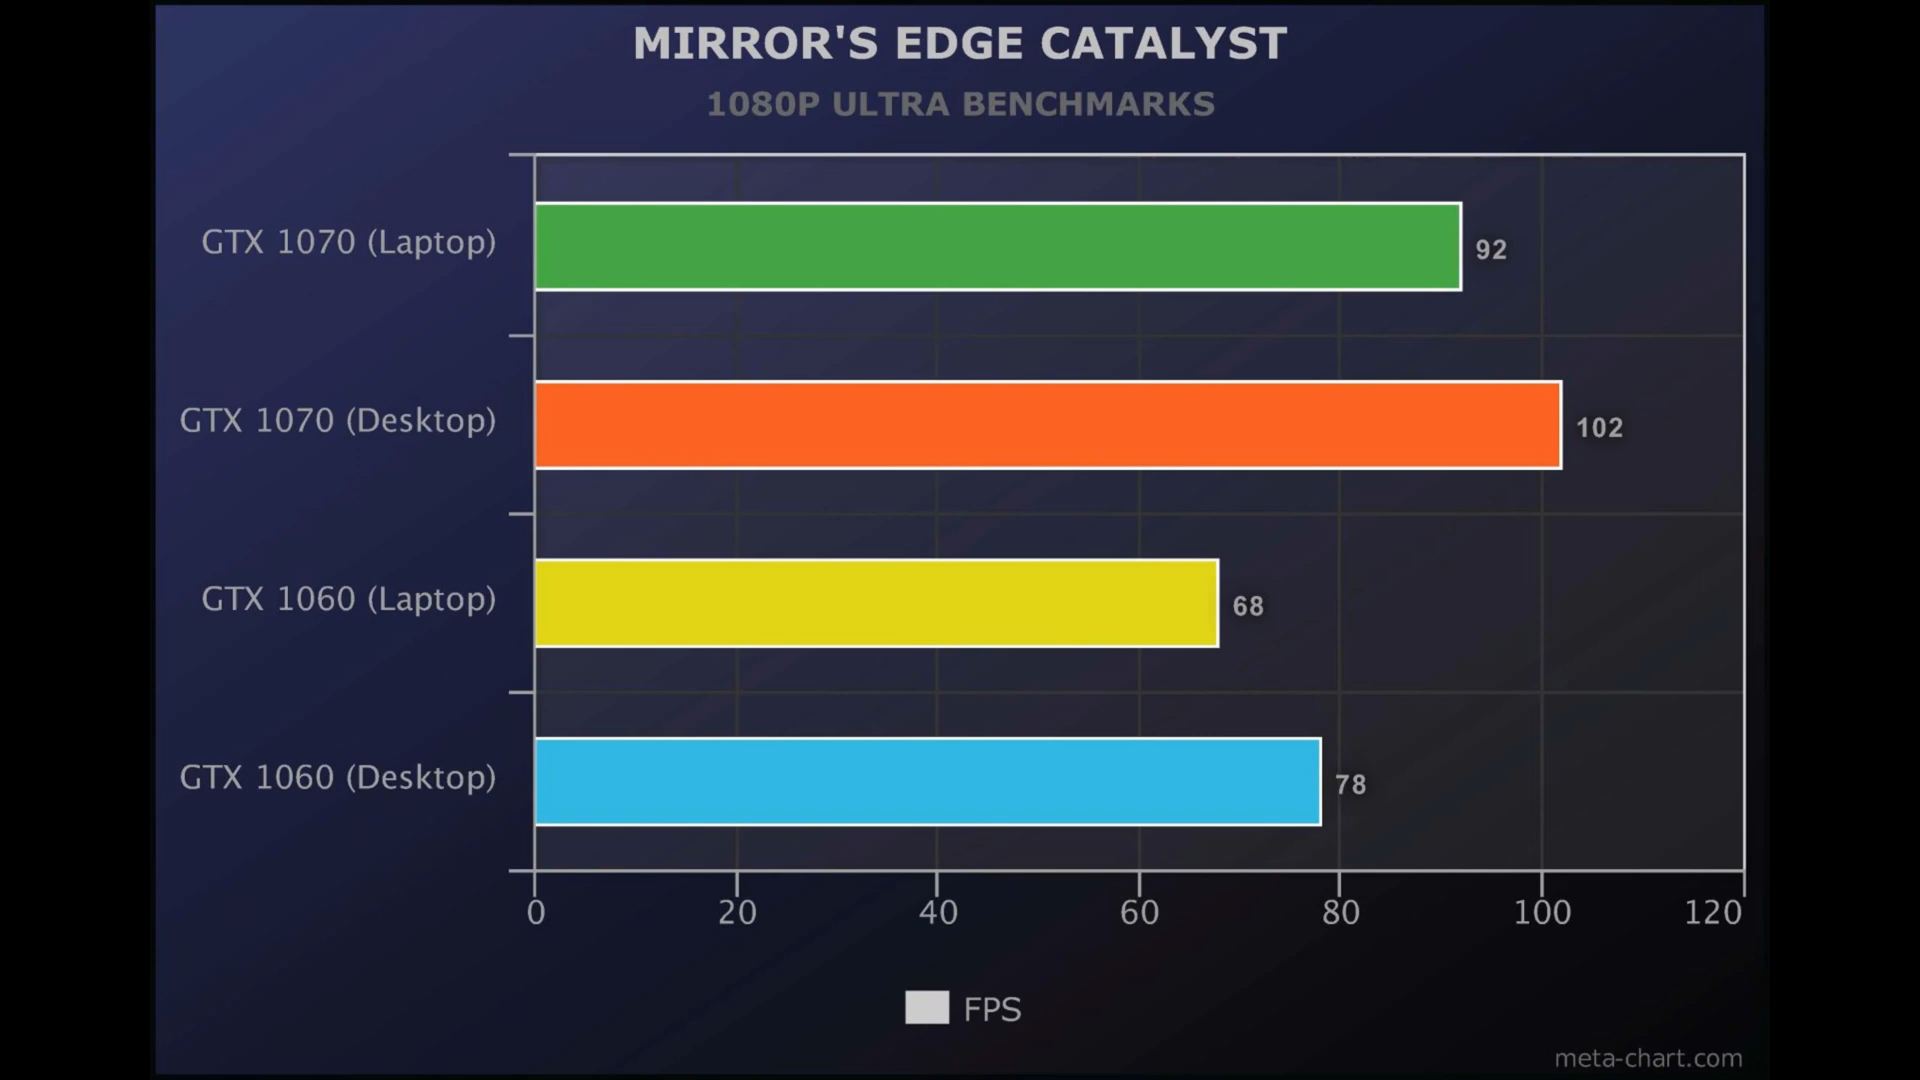 MIRROR'S EDGE CATALYST
1080P ULTRA BENCHMARKS
GTX 1070 (Laptop)
92
GTX 1070 (Desktop)
102
GTX 1060 (Laptop)
68
GTX 1060 (Desktop)
78
0 20 40 60 80 100 120
FPS
meta-chart.com